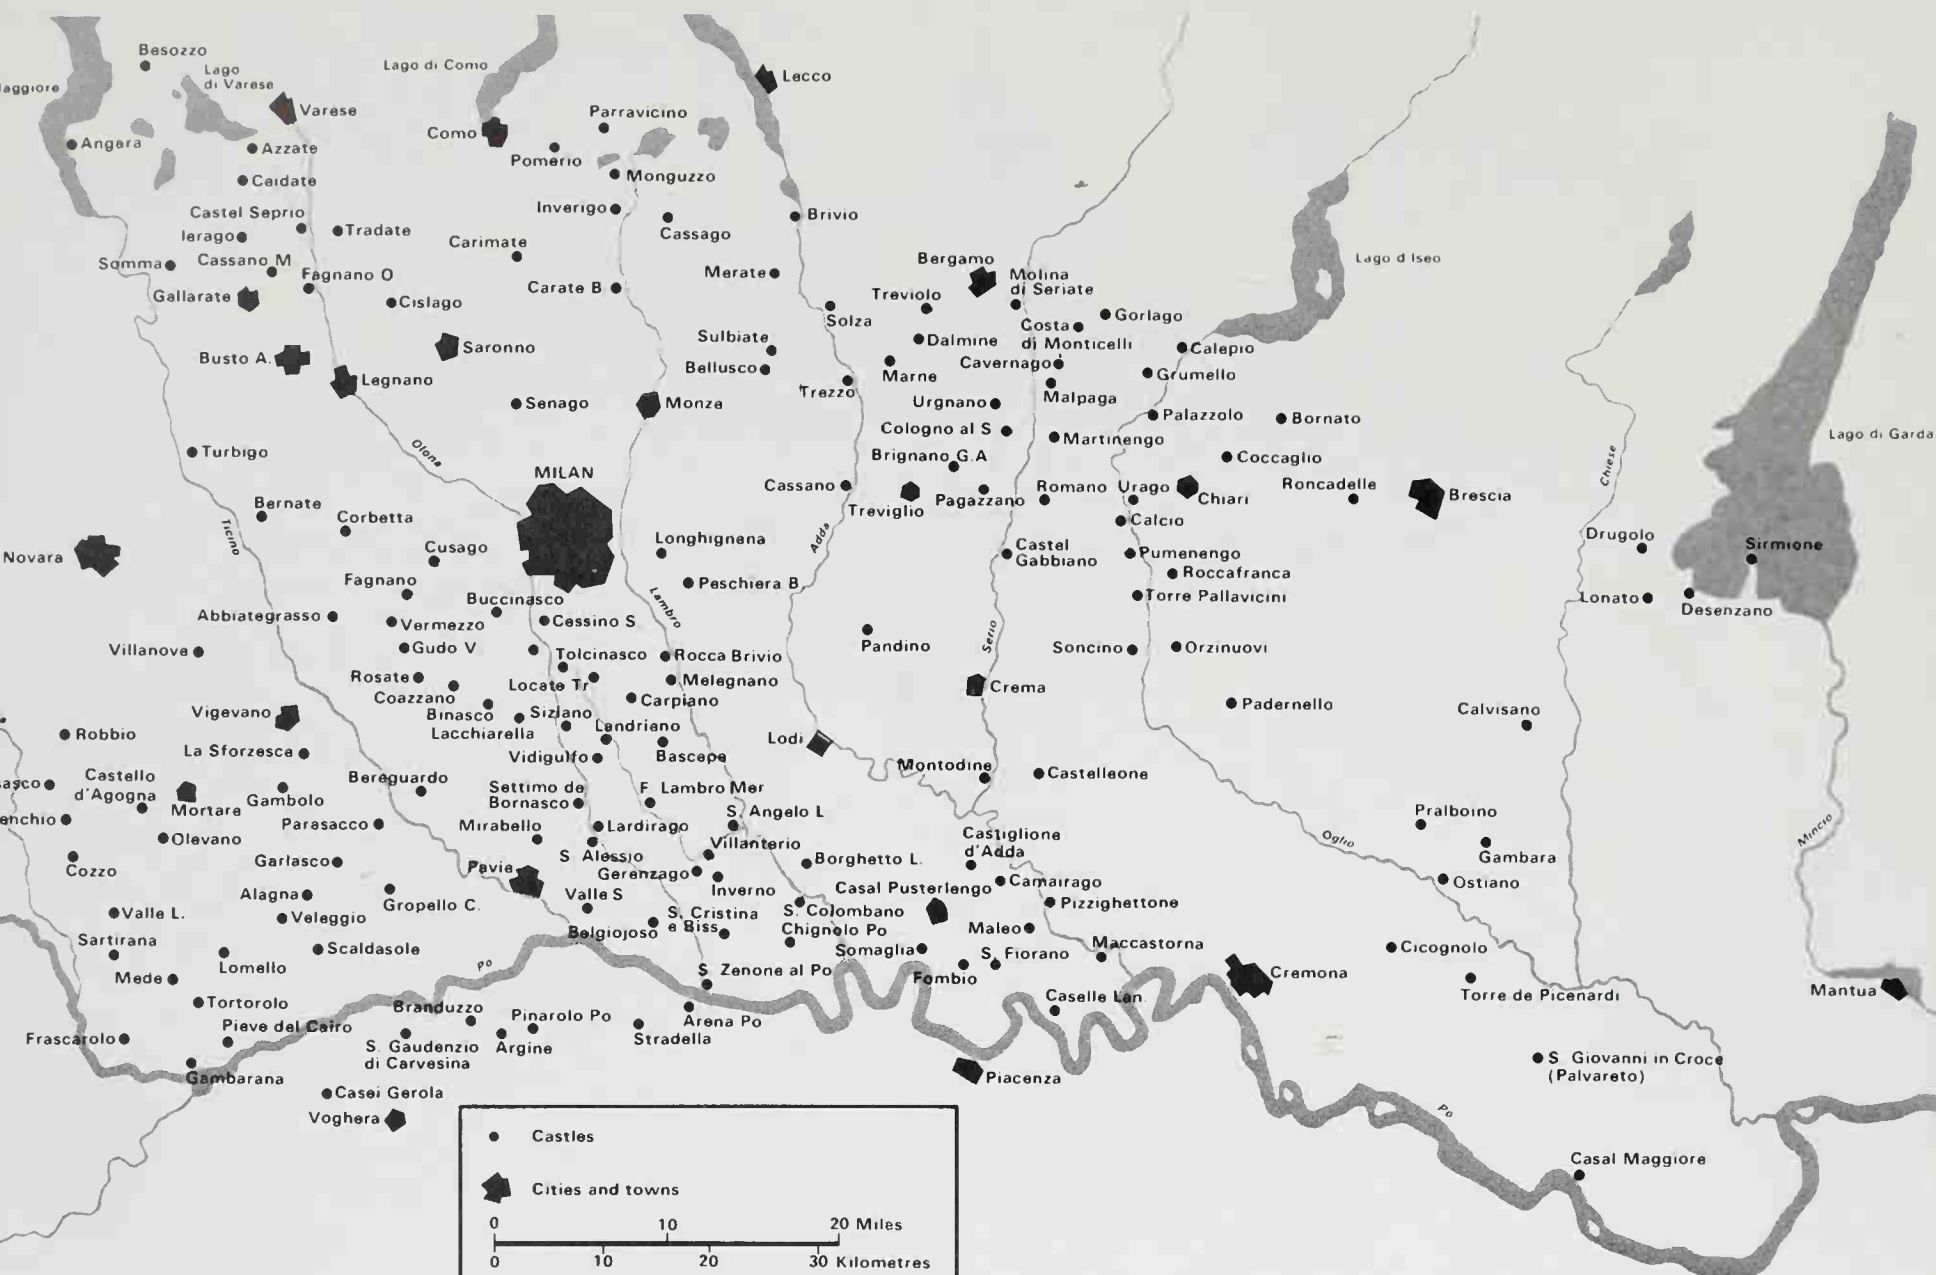 Besozzo
Lago
di Varese
Maggiore
Varese
Angera
Azzate
Caidate
Lago di Como
Como
Parravicino
Pomerio
Monguzzo
Inverigo
Cassago
Lecco
Brivio
Castel Seprio
Ierago
Tradate
Carimate
Somma
Cassano M
Fagnano O
Gallarate
Cislago
Carate B
Merate
Solza
Busto A.
Saronno
Legnano
Senago
Monza
Sulbiate
Bellusco
Trezzo
Bergamo
Molina
di Seriate
Treviolo
Gorlago
Costa
di Monticelli
Dalmine
Cavernago
Marne
Malpaga
Calepio
Grumello
Lago d Iseo
Urgnano
Cologno al S
Martinengo
Palazzolo
Bornato
Brignano G.A
Coccaglio
Lago di Garda
Turbigo
Olona
MILAN
Cassano
Treviglio
Pagazzano
Romano
Urago
Chiari
Roncadelle
Brescia
Chiese
Bernate
Corbetta
Ticino
Novara
Cusago
Longhignana
Adda
Castel
Gabbiano
Calcio
Pumenengo
Roccafranca
Drugolo
Sirmione
Fagnano
Peschiera B.
Torre Pallavicini
Lonato
Desenzano
Abbiategrasso
Buccinasco
Vermezzo
Cassino S
Lambro
Villanova
Gudo V
Tolcinasco
Rocca Brivio
Pandino
Serio
Soncino
Orzinuovi
Rosate
Coazzano
Locate Tr
Melegnano
Crema
Vigevano
Binasco
Lacchiarella
Siziano
Carpiano
Landriano
Padernello
Calvisano
Robbio
La Sforzesca
Vidigulfo
Bascape
Lodi
Montodine
Castelleone
Castello
d'Agogna
Mortara
Gambolo
Bereguardo
Settimo de
Bornasco
F Lambro Mer
Pralboino
Parasacco
Mirabello
Lardirago
S. Angelo L
Oglio
Mincio
Olevano
Cozzo
Garlasco
Pavia
S Alessio
Villanterio
Gerenzago
Borghetto L.
Castiglione
d'Adda
Gambara
Alagna
Gropello C.
Valle S
Inverno
Casal Pusterlengo
Camairago
Ostiano
Valle L.
Veleggio
Belgiojoso
S. Cristina
e Biss
S. Colombano
Chignolo Po
Pizzighettone
Maleo
Sartirana
Scaldasole
Somaglia
S. Fiorano
Maccastorna
Cicognolo
Lomello
Mede
Po
S. Zenone al Po
Fombio
Cremona
Torre de Picenardi
Mantua
Tortorolo
Branduzzo
Pinarolo Po
Arena Po
Caselle Lan.
Frascarolo
Pieve del Cairo
S. Gaudenzio
di Carvesina
Argine
Stradella
S Giovanni in Croce
(Palvareto)
Gambarana
Piacenza
Casei Gerola
Voghera
Po
Casal Maggiore
Castles
Cities and towns
0 10 20 Miles
0 10 20 30 Kilometres